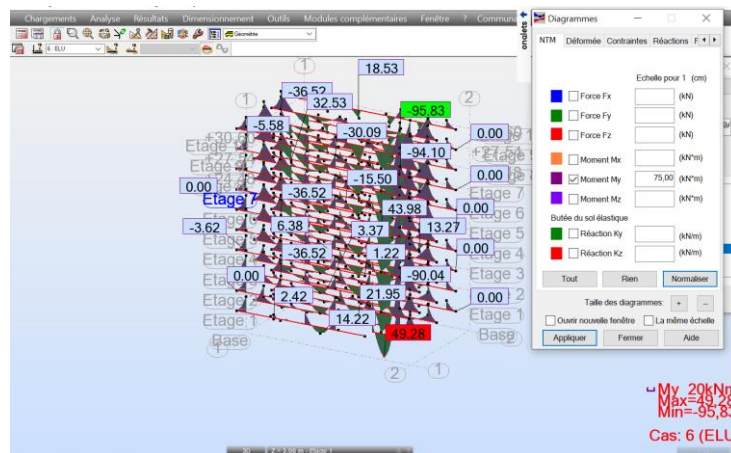 Chargements Analyse Résultats Dimensionnement Outils Modules complémentaires Fenêtre ? Communa
Géométrie
6: ELU
onglets
Diagrammes
NTM Déformée Contraintes Réactions F
Echelle pour 1 (cm)
Force Fx (kN)
Force Fy (kN)
Force Fz (kN)
Moment Mx (kN*m)
Moment My 75,00 (kN*m)
Moment Mz (kN*m)
Butée du sol élastique
Réaction Ky (kN/m)
Réaction Kz (kN/m)
Tout Rien Normaliser
Taille des diagrammes: + –
Ouvrir nouvelle fenêtre La même échelle
Appliquer Fermer Aide
18.53
1
-36.52
32.53
-95.83
1
2
-5.58
-30.09
0.00
-94.10
-15.50
0.00
Etage 7
0.00
Etage 7
-36.52
43.98
0.00
Etage 6
-3.62
6.38
3.37
13.27
Etage 5
-36.52
1.22
0.00
Etage 4
0.00
-90.04
Etage 3
2.42
21.95
0.00
Etage 1
14.22
Etage 1
49.28
Base
Base
1
2
1
2
My 20kNm
Max=49,28
Min=-95,83
Cas: 6 (ELU